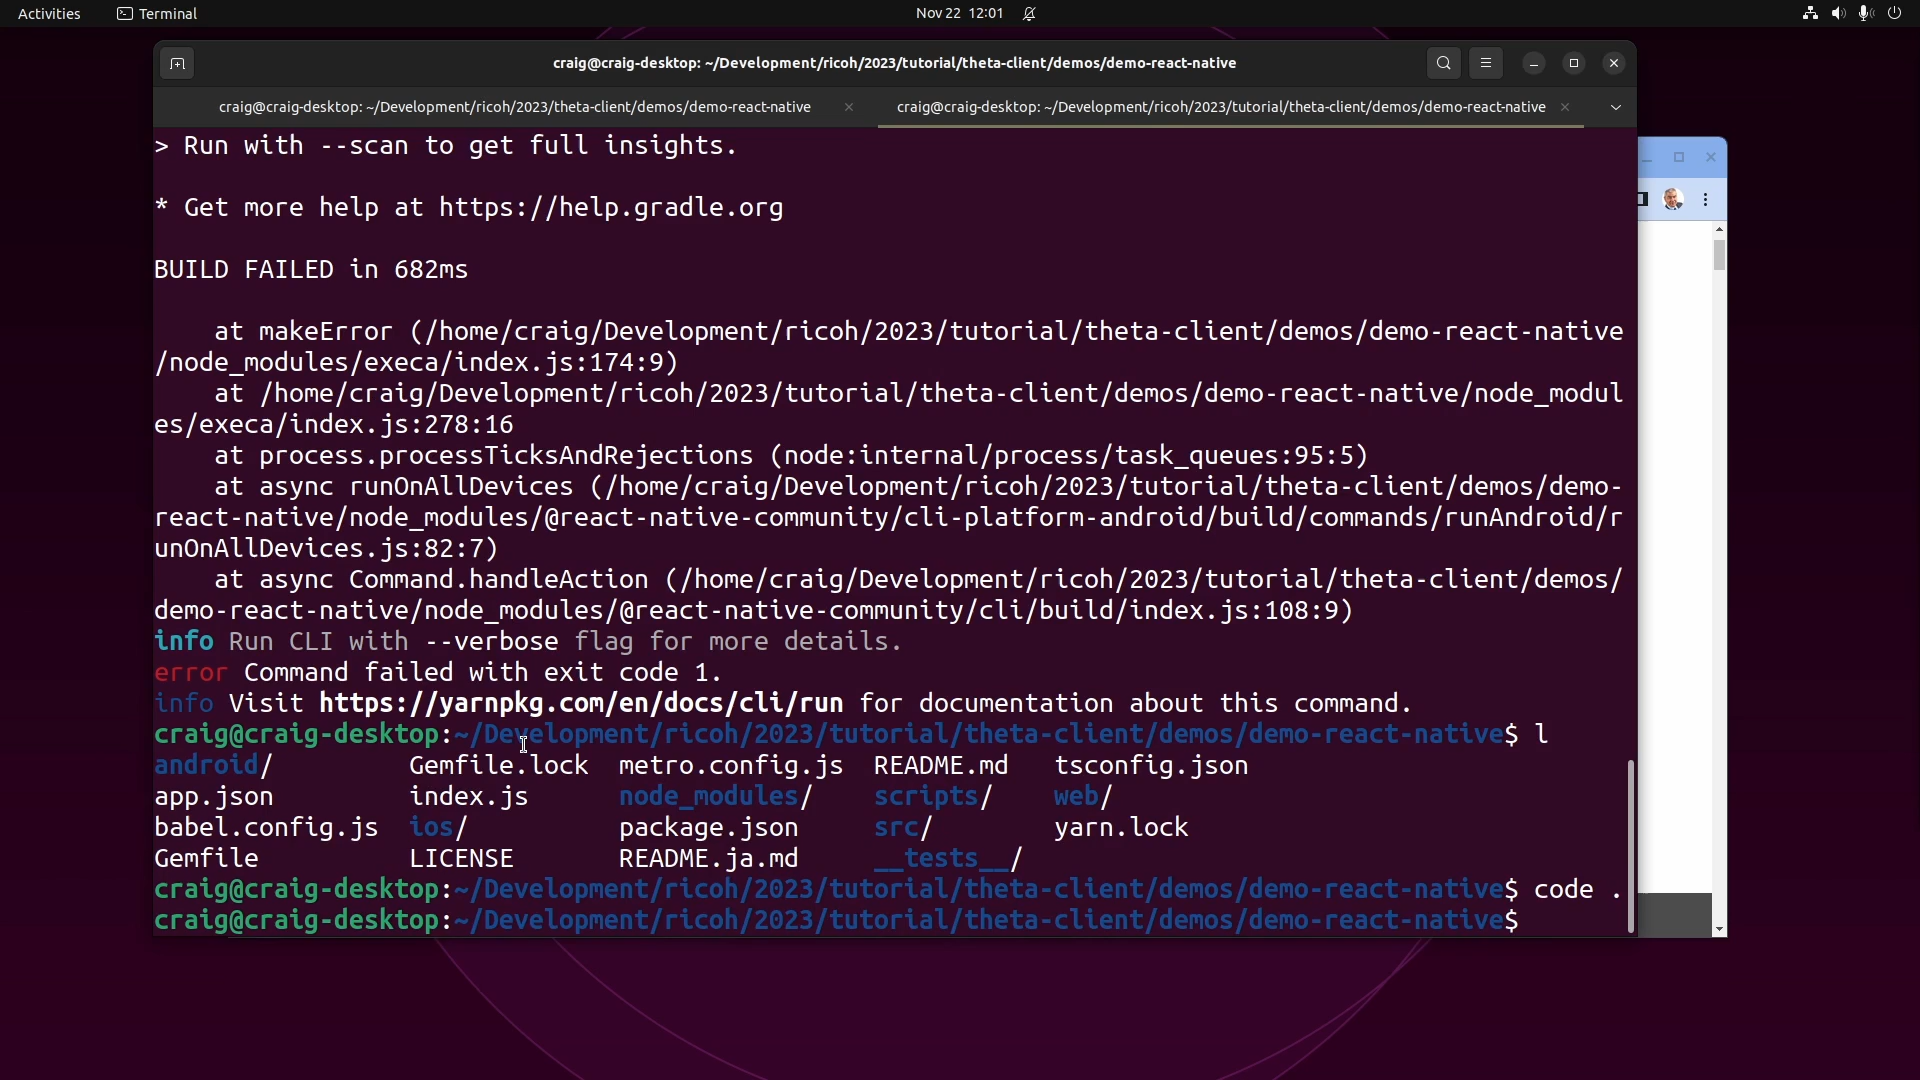 Activities Terminal Nov 22 12:01
craig@craig-desktop: ~/Development/ricoh/2023/tutorial/theta-client/demos/demo-react-native
craig@craig-desktop: ~/Development/ricoh/2023/theta-client/demos/demo-react-native craig@craig-desktop: ~/Development/ricoh/2023/tutorial/theta-client/demos/demo-react-native
> Run with --scan to get full insights.
* Get more help at https://help.gradle.org
BUILD FAILED in 682ms
at makeError (/home/craig/Development/ricoh/2023/tutorial/theta-client/demos/demo-react-native
/node_modules/execa/index.js:174:9)
at /home/craig/Development/ricoh/2023/tutorial/theta-client/demos/demo-react-native/node_modul
es/execa/index.js:278:16
at process.processTicksAndRejections (node:internal/process/task_queues:95:5)
at async runOnAllDevices (/home/craig/Development/ricoh/2023/tutorial/theta-client/demos/demo-
react-native/node_modules/@react-native-community/cli-platform-android/build/commands/runAndroid/r
unOnAllDevices.js:82:7)
at async Command.handleAction (/home/craig/Development/ricoh/2023/tutorial/theta-client/demos/
demo-react-native/node_modules/@react-native-community/cli/build/index.js:108:9)
info Run CLI with --verbose flag for more details.
error Command failed with exit code 1.
info Visit https://yarnpkg.com/en/docs/cli/run for documentation about this command.
craig@craig-desktop:~/Development/ricoh/2023/tutorial/theta-client/demos/demo-react-native$ l
android/ Gemfile.lock metro.config.js README.md tsconfig.json
app.json index.js node_modules/ scripts/ web/
babel.config.js ios/ package.json src/ yarn.lock
Gemfile LICENSE README.ja.md __tests__/
craig@craig-desktop:~/Development/ricoh/2023/tutorial/theta-client/demos/demo-react-native$ code .
craig@craig-desktop:~/Development/ricoh/2023/tutorial/theta-client/demos/demo-react-native$